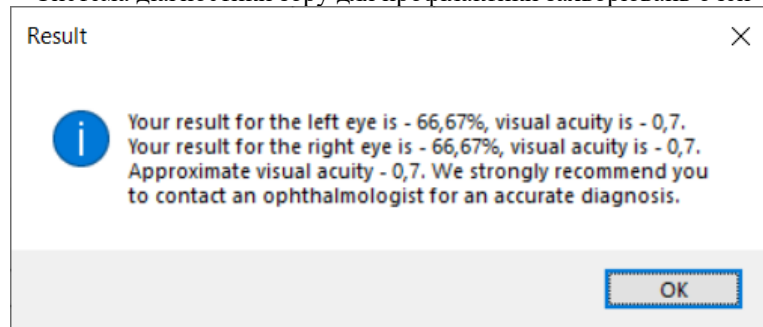 Result
Your result for the left eye is - 66,67%, visual acuity is - 0,7.
Your result for the right eye is - 66,67%, visual acuity is - 0,7.
Approximate visual acuity - 0,7. We strongly recommend you
to contact an ophthalmologist for an accurate diagnosis.
OK